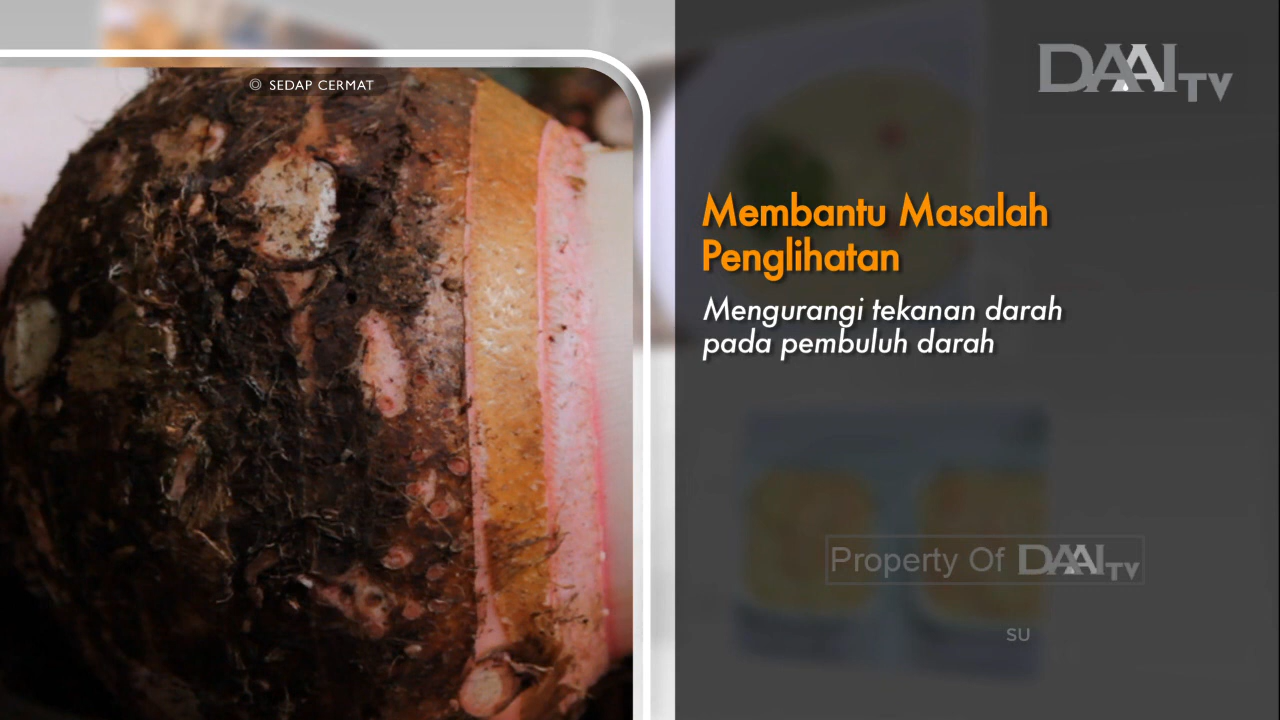 SEDAP CERMAT
DAAI TV
Membantu Masalah
Penglihatan
Mengurangi tekanan darah
pada pembuluh darah
Property Of DAAI TV
SU